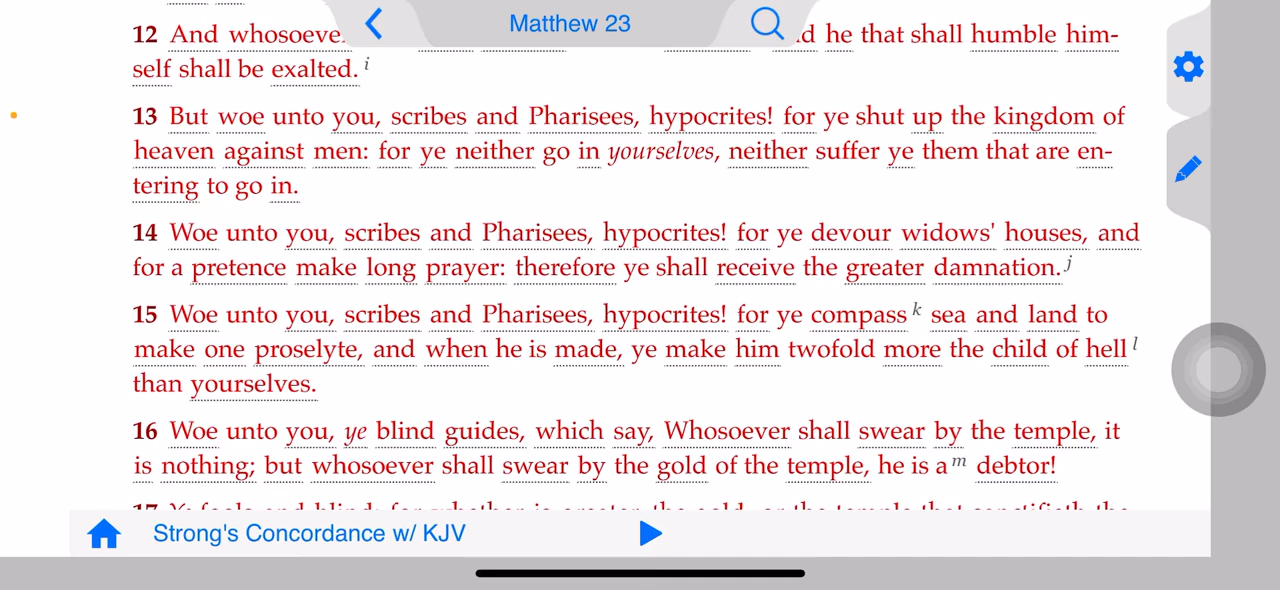 Matthew 23
12 And whosoever he that shall humble him-
self shall be exalted. i
13 But woe unto you, scribes and Pharisees, hypocrites! for ye shut up the kingdom of
heaven against men: for ye neither go in yourselves, neither suffer ye them that are en-
tering to go in.
14 Woe unto you, scribes and Pharisees, hypocrites! for ye devour widows' houses, and
for a pretence make long prayer: therefore ye shall receive the greater damnation. j
15 Woe unto you, scribes and Pharisees, hypocrites! for ye compass k sea and land to
make one proselyte, and when he is made, ye make him twofold more the child of hell l
than yourselves.
16 Woe unto you, ye blind guides, which say, Whosoever shall swear by the temple, it
is nothing; but whosoever shall swear by the gold of the temple, he is a m debtor!
Strong's Concordance w/ KJV